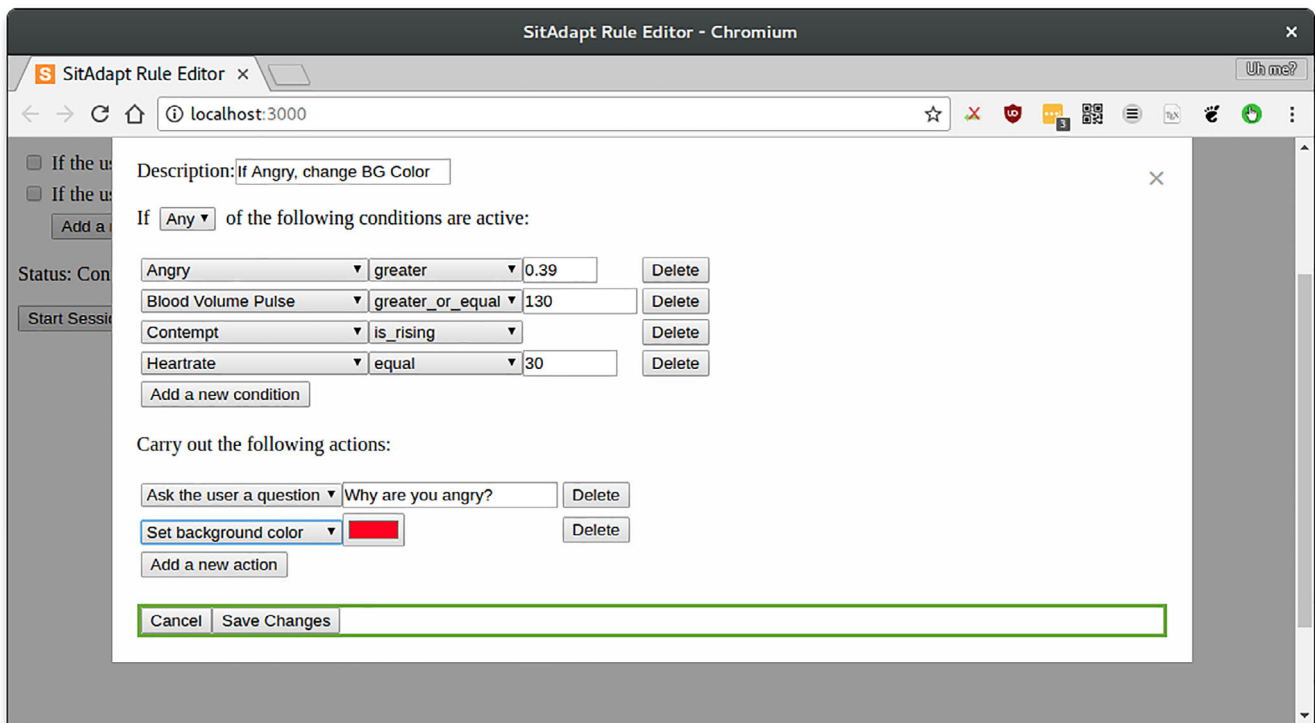 SitAdapt Rule Editor - Chromium
S SitAdapt Rule Editor
Uh me?
localhost:3000
3
TEX
If the us
Description: If Angry, change BG Color
If the us
If Any of the following conditions are active:
Add a
Angry greater 0.39 Delete
Status: Con
Blood Volume Pulse greater_or_equal 130 Delete
Start Sessi
Contempt is_rising Delete
Heartrate equal 30 Delete
Add a new condition
Carry out the following actions:
Ask the user a question Why are you angry? Delete
Set background color Delete
Add a new action
Cancel Save Changes